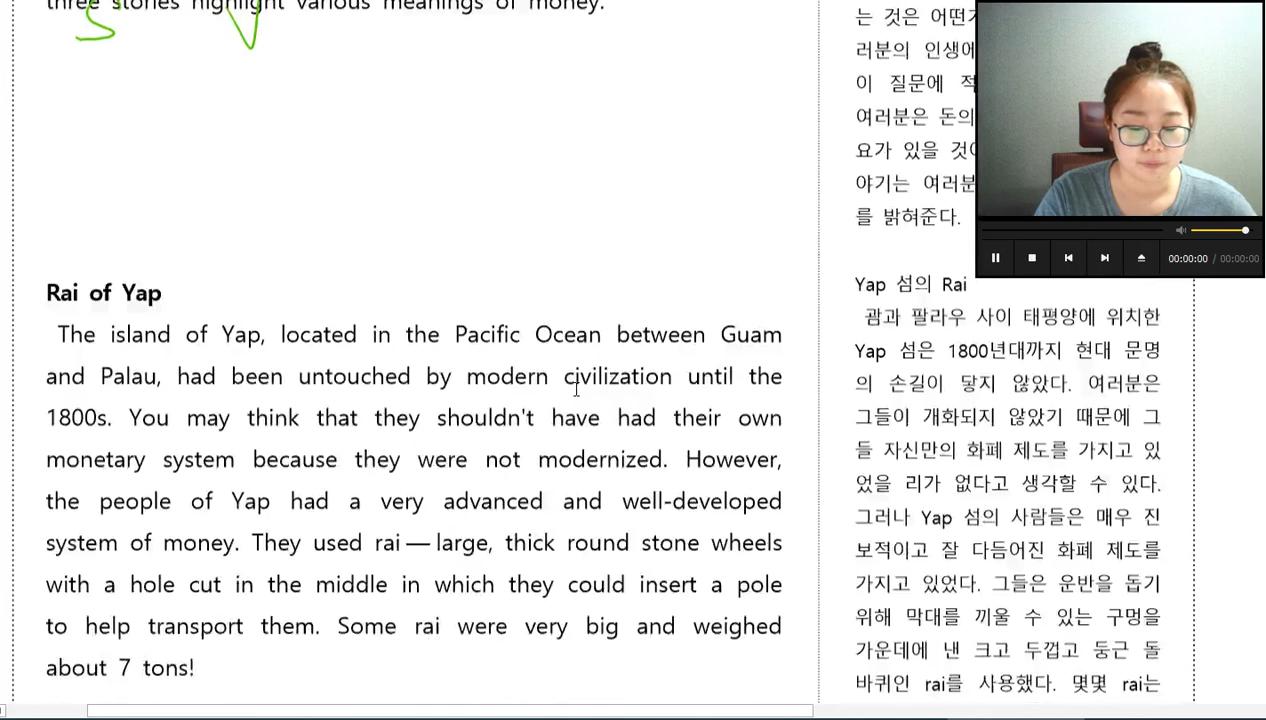 three stories highlight various meanings of money.
S V
Rai of Yap
The island of Yap, located in the Pacific Ocean between Guam
and Palau, had been untouched by modern civilization until the
1800s. You may think that they shouldn't have had their own
monetary system because they were not modernized. However,
the people of Yap had a very advanced and well-developed
system of money. They used rai — large, thick round stone wheels
with a hole cut in the middle in which they could insert a pole
to help transport them. Some rai were very big and weighed
about 7 tons!
는 것은 어떤
러분의 인생에
이 질문에 적
여러분은 돈의
요가 있을 것
야기는 여러분
를 밝혀준다.
Yap 섬의 Rai
괌과 팔라우 사이 태평양에 위치한
Yap 섬은 1800년대까지 현대 문명
의 손길이 닿지 않았다. 여러분은
그들이 개화되지 않았기 때문에 그
들 자신만의 화폐 제도를 가지고 있
었을 리가 없다고 생각할 수 있다.
그러나 Yap 섬의 사람들은 매우 진
보적이고 잘 다듬어진 화폐 제도를
가지고 있었다. 그들은 운반을 돕기
위해 막대를 끼울 수 있는 구멍을
가운데에 낸 크고 두껍고 둥근 돌
바퀴인 rai를 사용했다. 몇몇 rai는
00:00:00 / 00:00:00